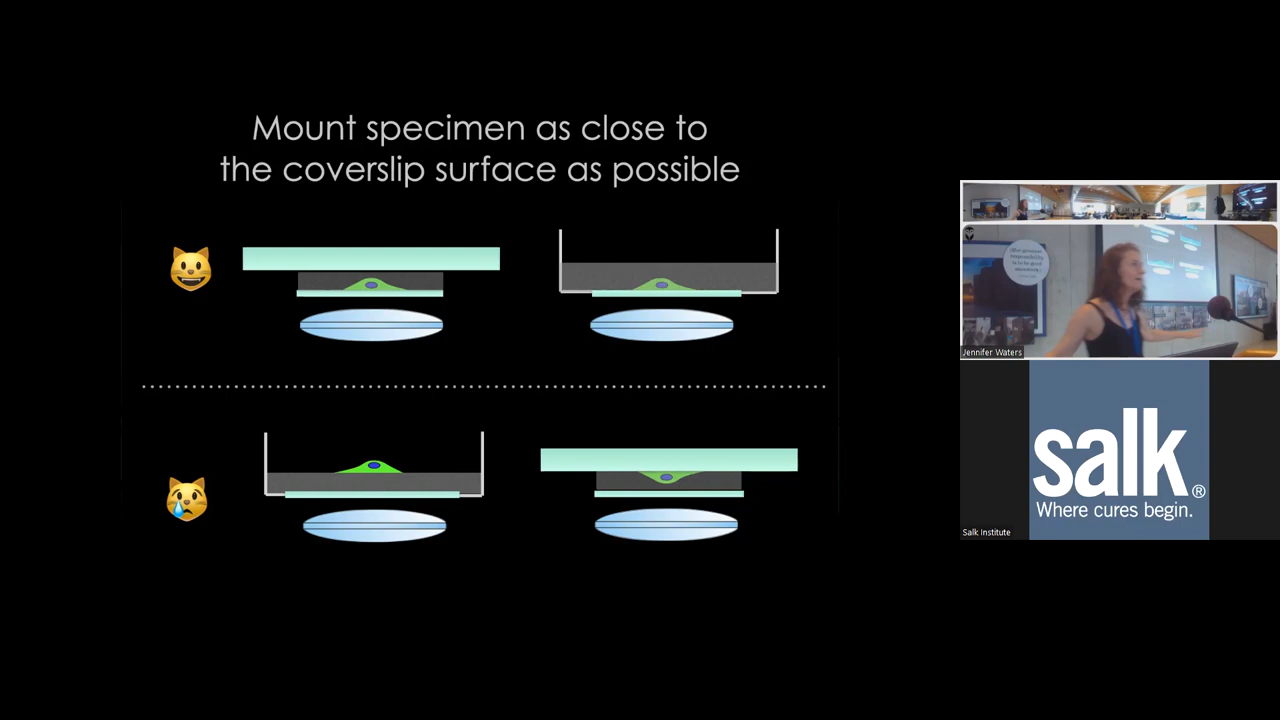 Mount specimen as close to
the coverslip surface as possible
Jennifer Waters
salk®
Where cures begin.
Salk Institute